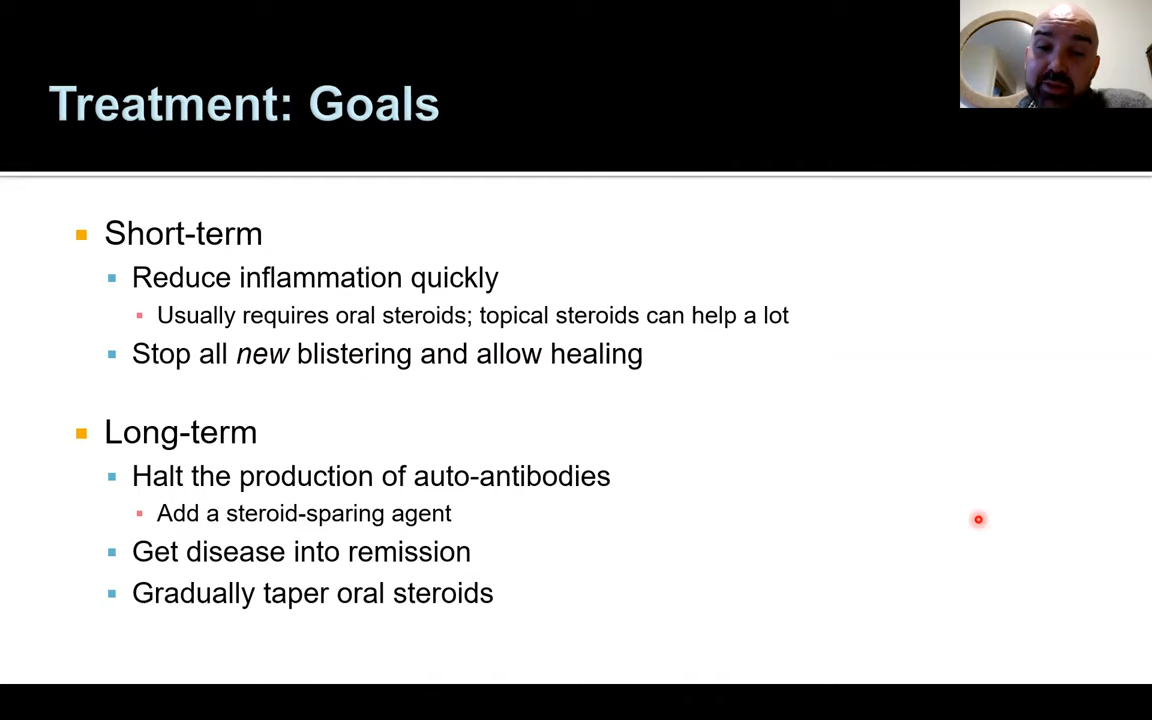 Treatment: Goals
Short-term
Reduce inflammation quickly
Usually requires oral steroids; topical steroids can help a lot
Stop all new blistering and allow healing
Long-term
Halt the production of auto-antibodies
Add a steroid-sparing agent
Get disease into remission
Gradually taper oral steroids